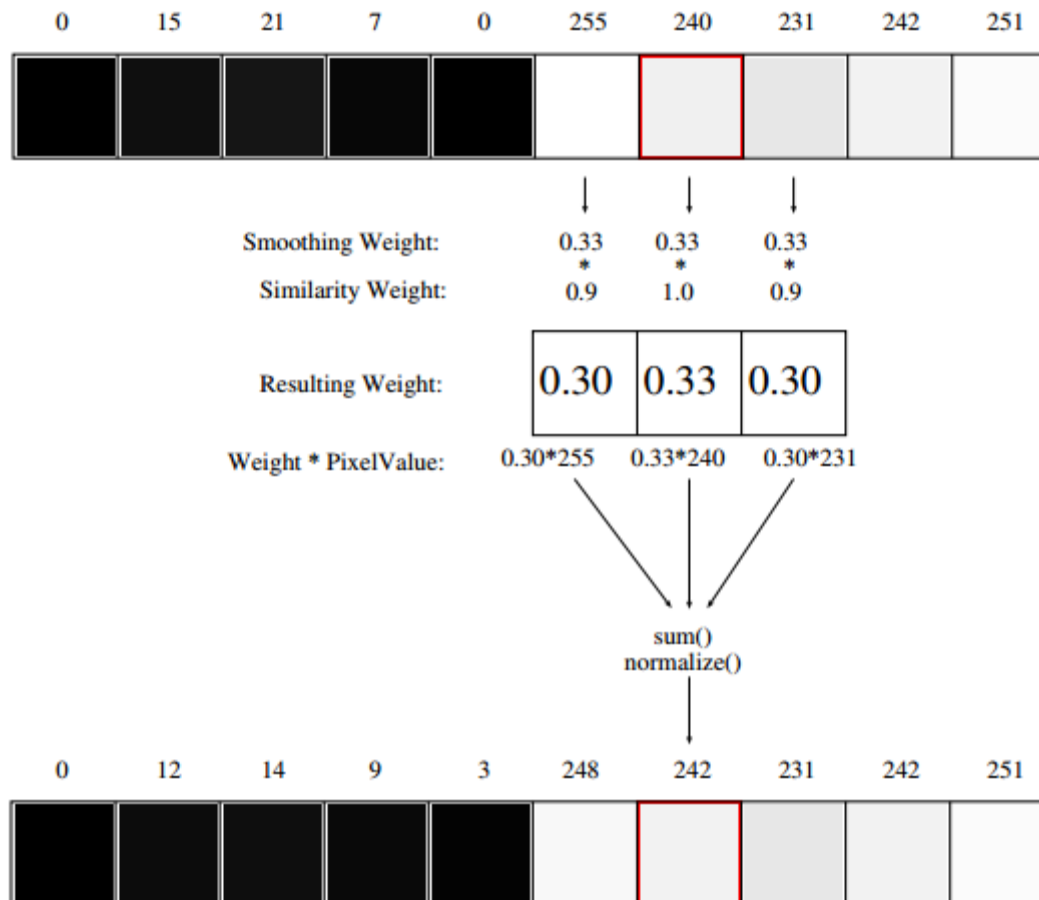 0 15 21 7 0 255 240 231 242 251
0.33 0.33 0.33
Smoothing Weight:
* * *
Similarity Weight: 0.9 1.0 0.9
Resulting Weight: 0.30 0.33 0.30
Weight * PixelValue: 0.30*255 0.33*240 0.30*231
sum()
normalize()
0 12 14 9 3 248 242 231 242 251